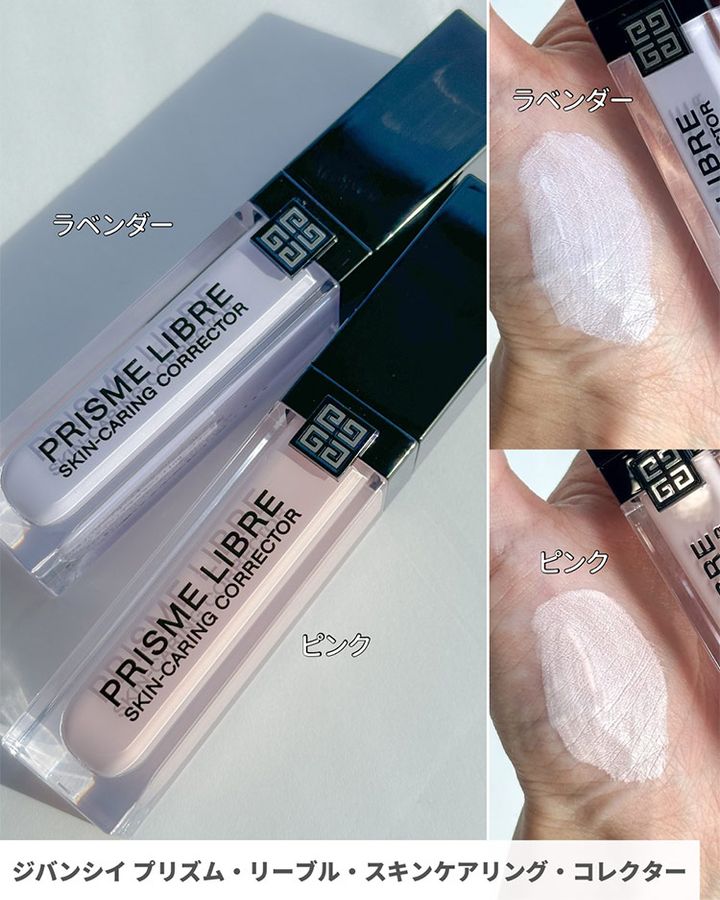 ラベンダー
PRISME LIBRE
SKIN-CARING CORRECTOR
PRISME LIBRE
SKIN-CARING CORRECTOR
ピンク
ラベンダー
LIBRE
ピンク
ジバンシイ プリズム・リーブル・スキンケアリング・コレクター